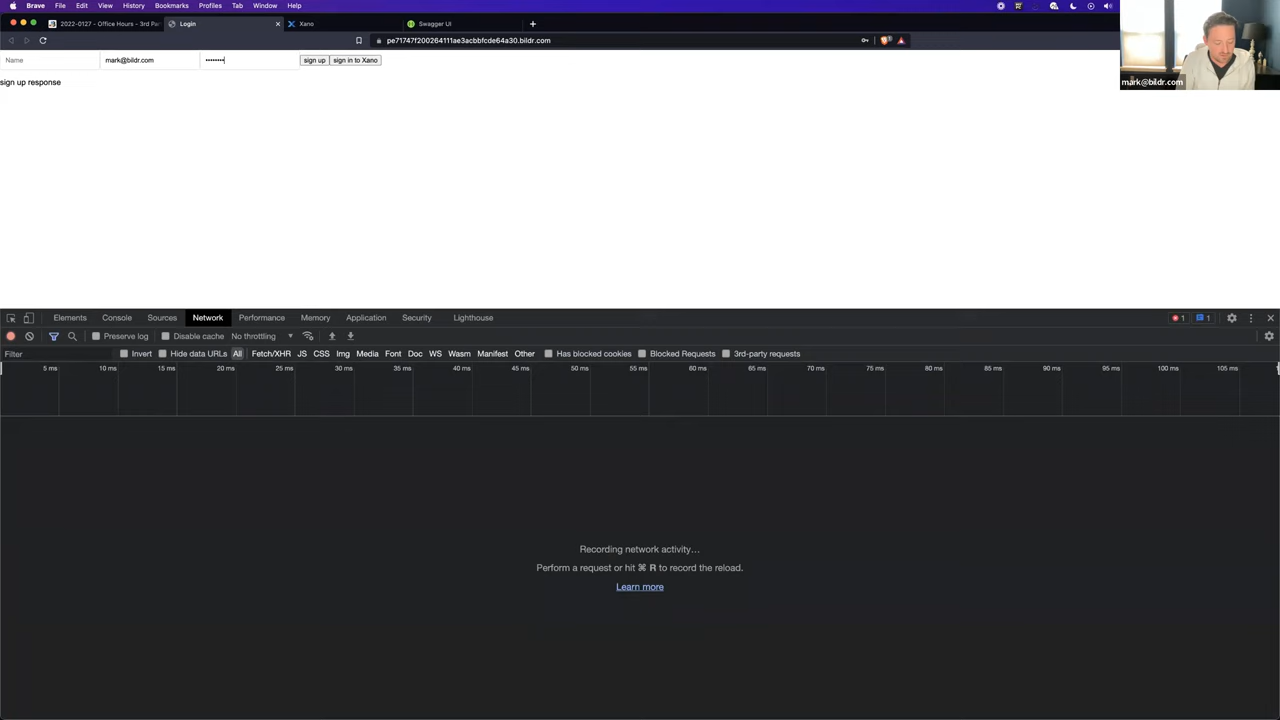 Brave File Edit View History Bookmarks Profiles Tab Window Help
2022-0127 - Office Hours - 3rd Par Login Xano Swagger UI
pe71747f200264111ae3acbbfcde64a30.bildr.com
Name mark@bildr.com •••••••• sign up sign in to Xano
sign up response
mark@bildr.com
Elements Console Sources Network Performance Memory Application Security Lighthouse 1 1
Preserve log Disable cache No throttling
Filter Invert Hide data URLs All Fetch/XHR JS CSS Img Media Font Doc WS Wasm Manifest Other Has blocked cookies Blocked Requests 3rd-party requests
5 ms 10 ms 15 ms 20 ms 25 ms 30 ms 35 ms 40 ms 45 ms 50 ms 55 ms 60 ms 65 ms 70 ms 75 ms 80 ms 85 ms 90 ms 95 ms 100 ms 105 ms
Recording network activity…
Perform a request or hit ⌘ R to record the reload.
Learn more